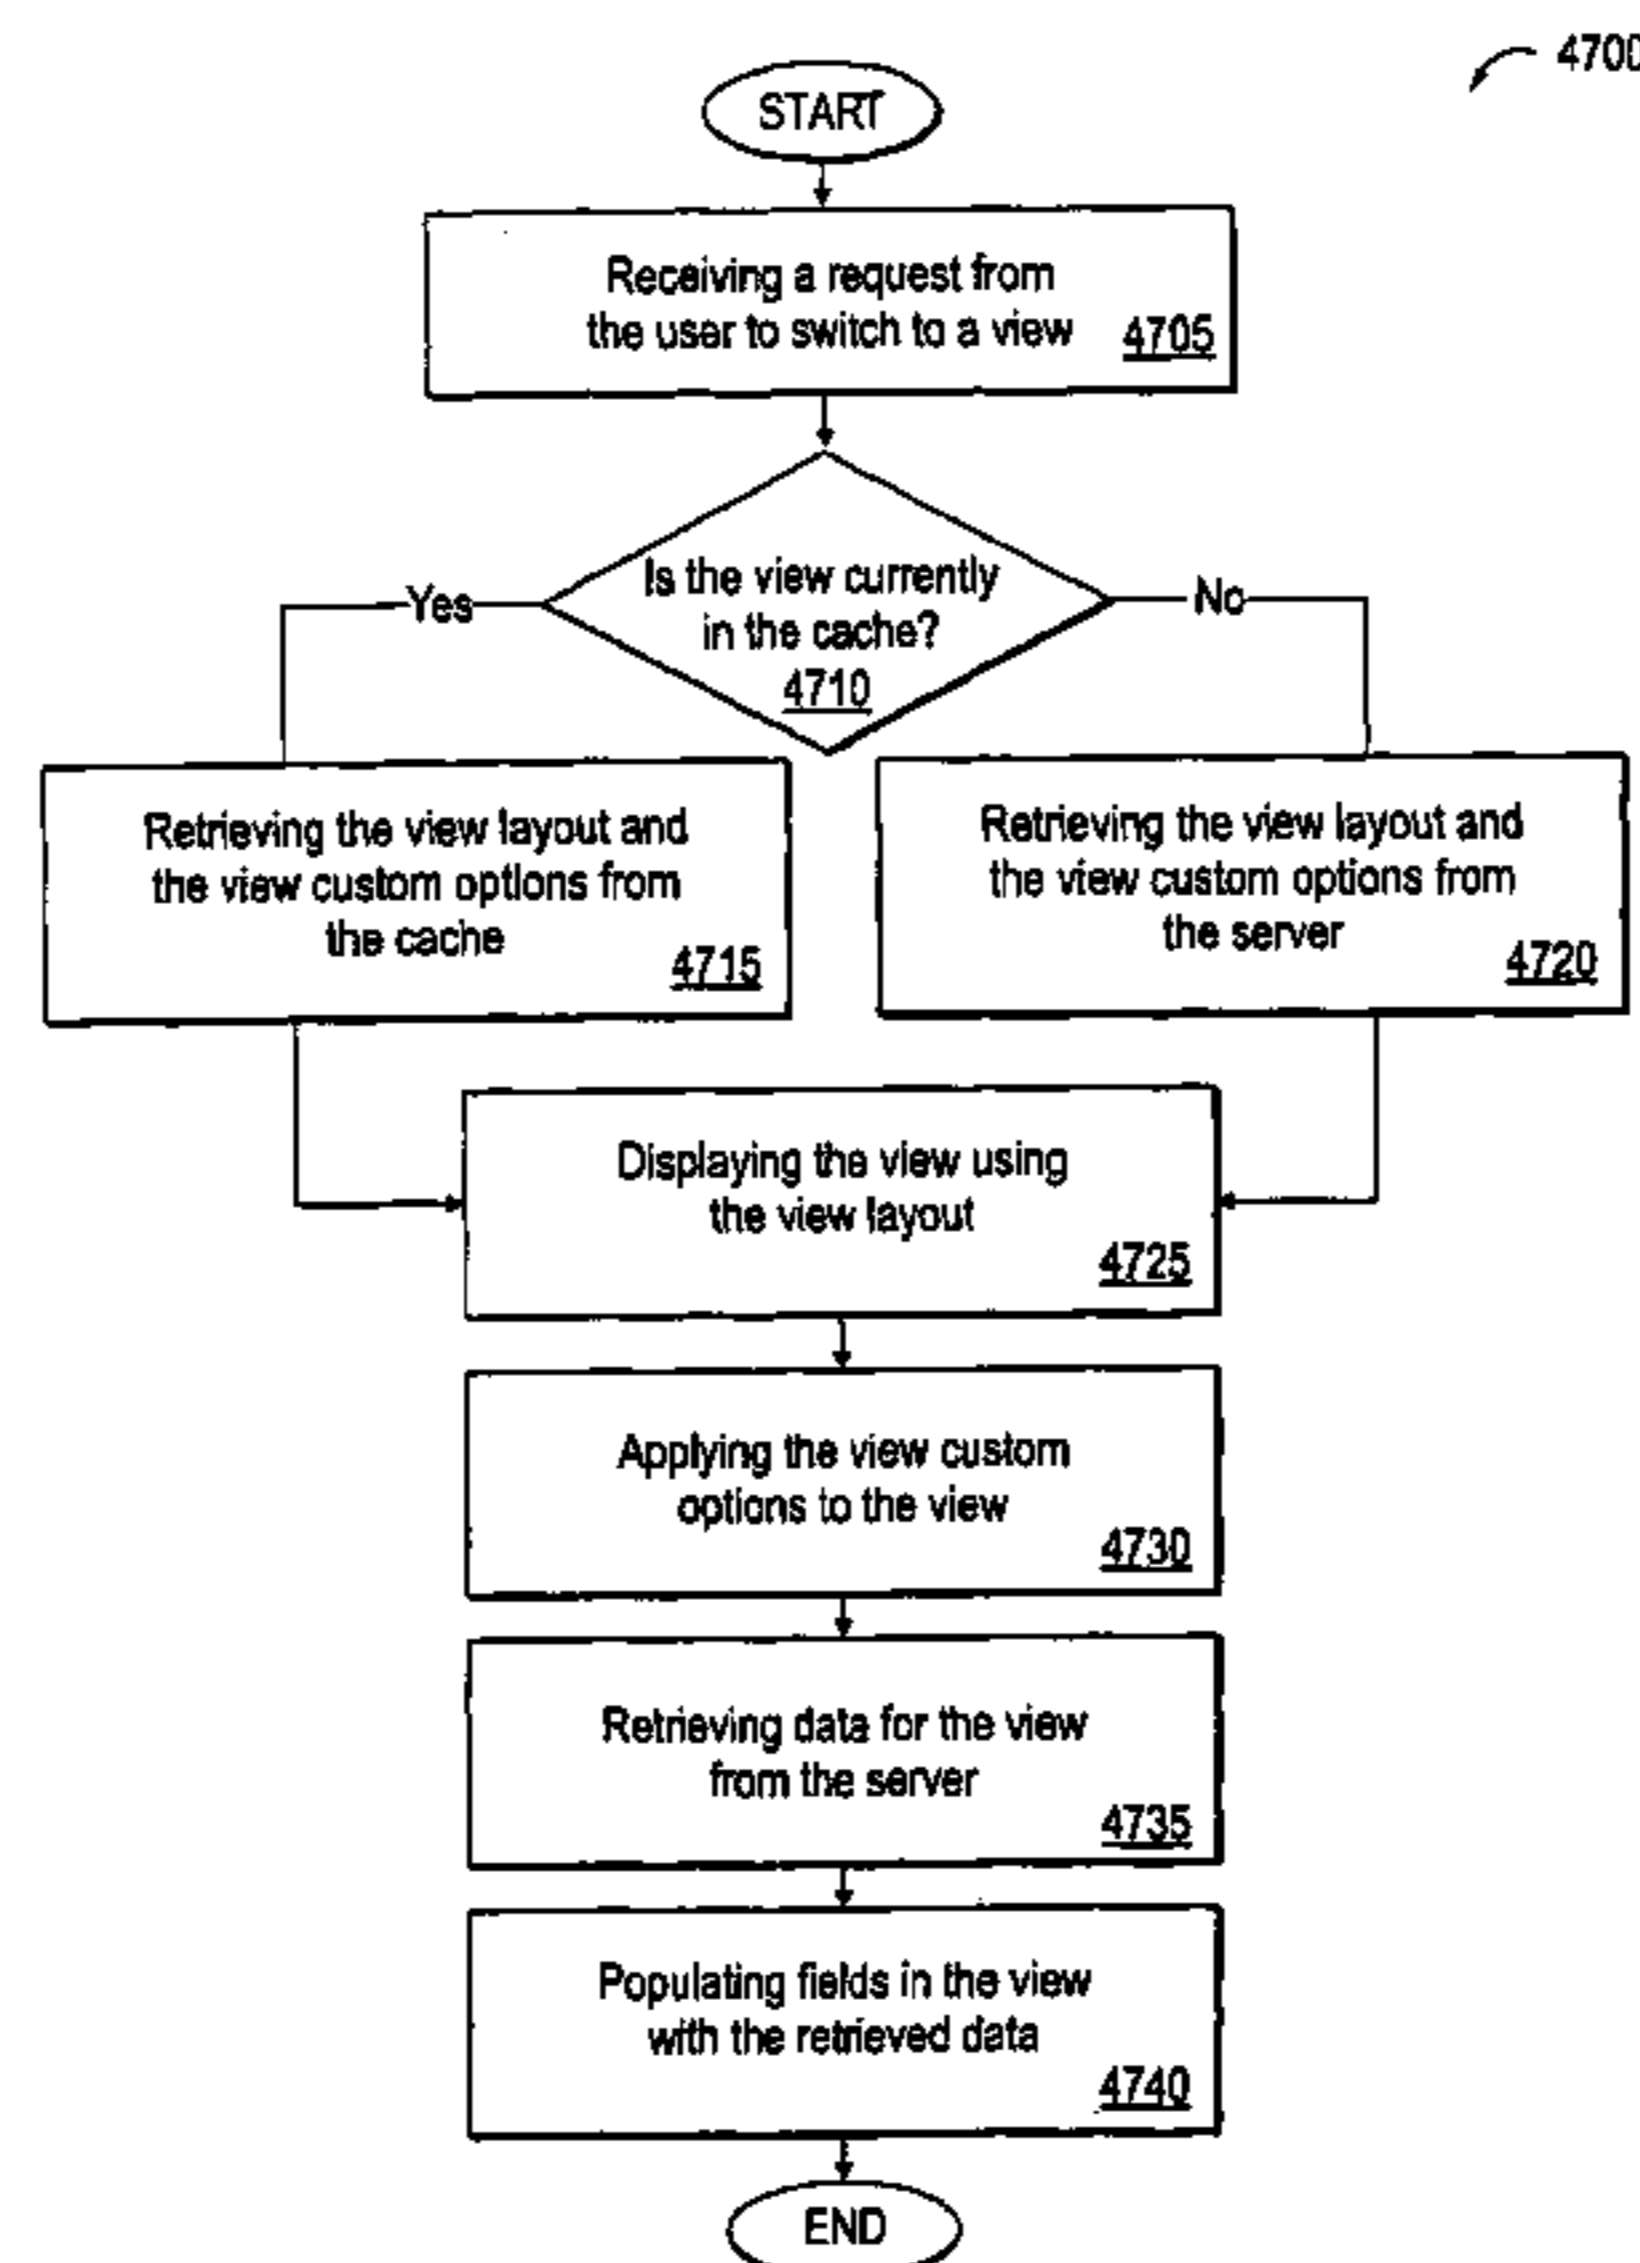 4700
START
Receiving a request from
the user to switch to a view
4705
Is the view currently
in the cache?
4710
Yes
No
Retrieving the view layout and
the view custom options from
the cache
4715
Retrieving the view layout and
the view custom options from
the server
4720
Displaying the view using
the view layout
4725
Applying the view custom
options to the view
4730
Retrieving data for the view
from the server
4735
Populating fields in the view
with the retrieved data
4740
END